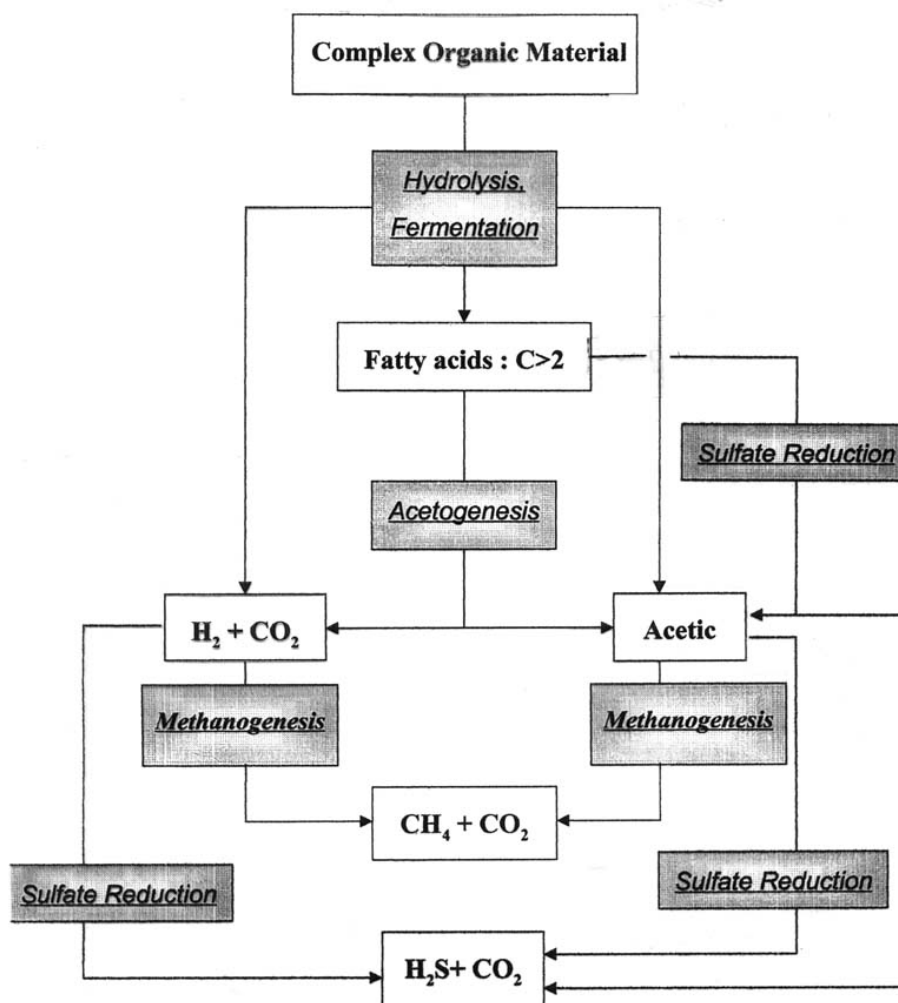 Complex Organic Material
Hydrolysis,
Fermentation
Fatty acids : C>2
Sulfate Reduction
Acetogenesis
H₂ + CO₂
Acetic
Methanogenesis
Methanogenesis
CH₄ + CO₂
Sulfate Reduction
Sulfate Reduction
H₂S+ CO₂